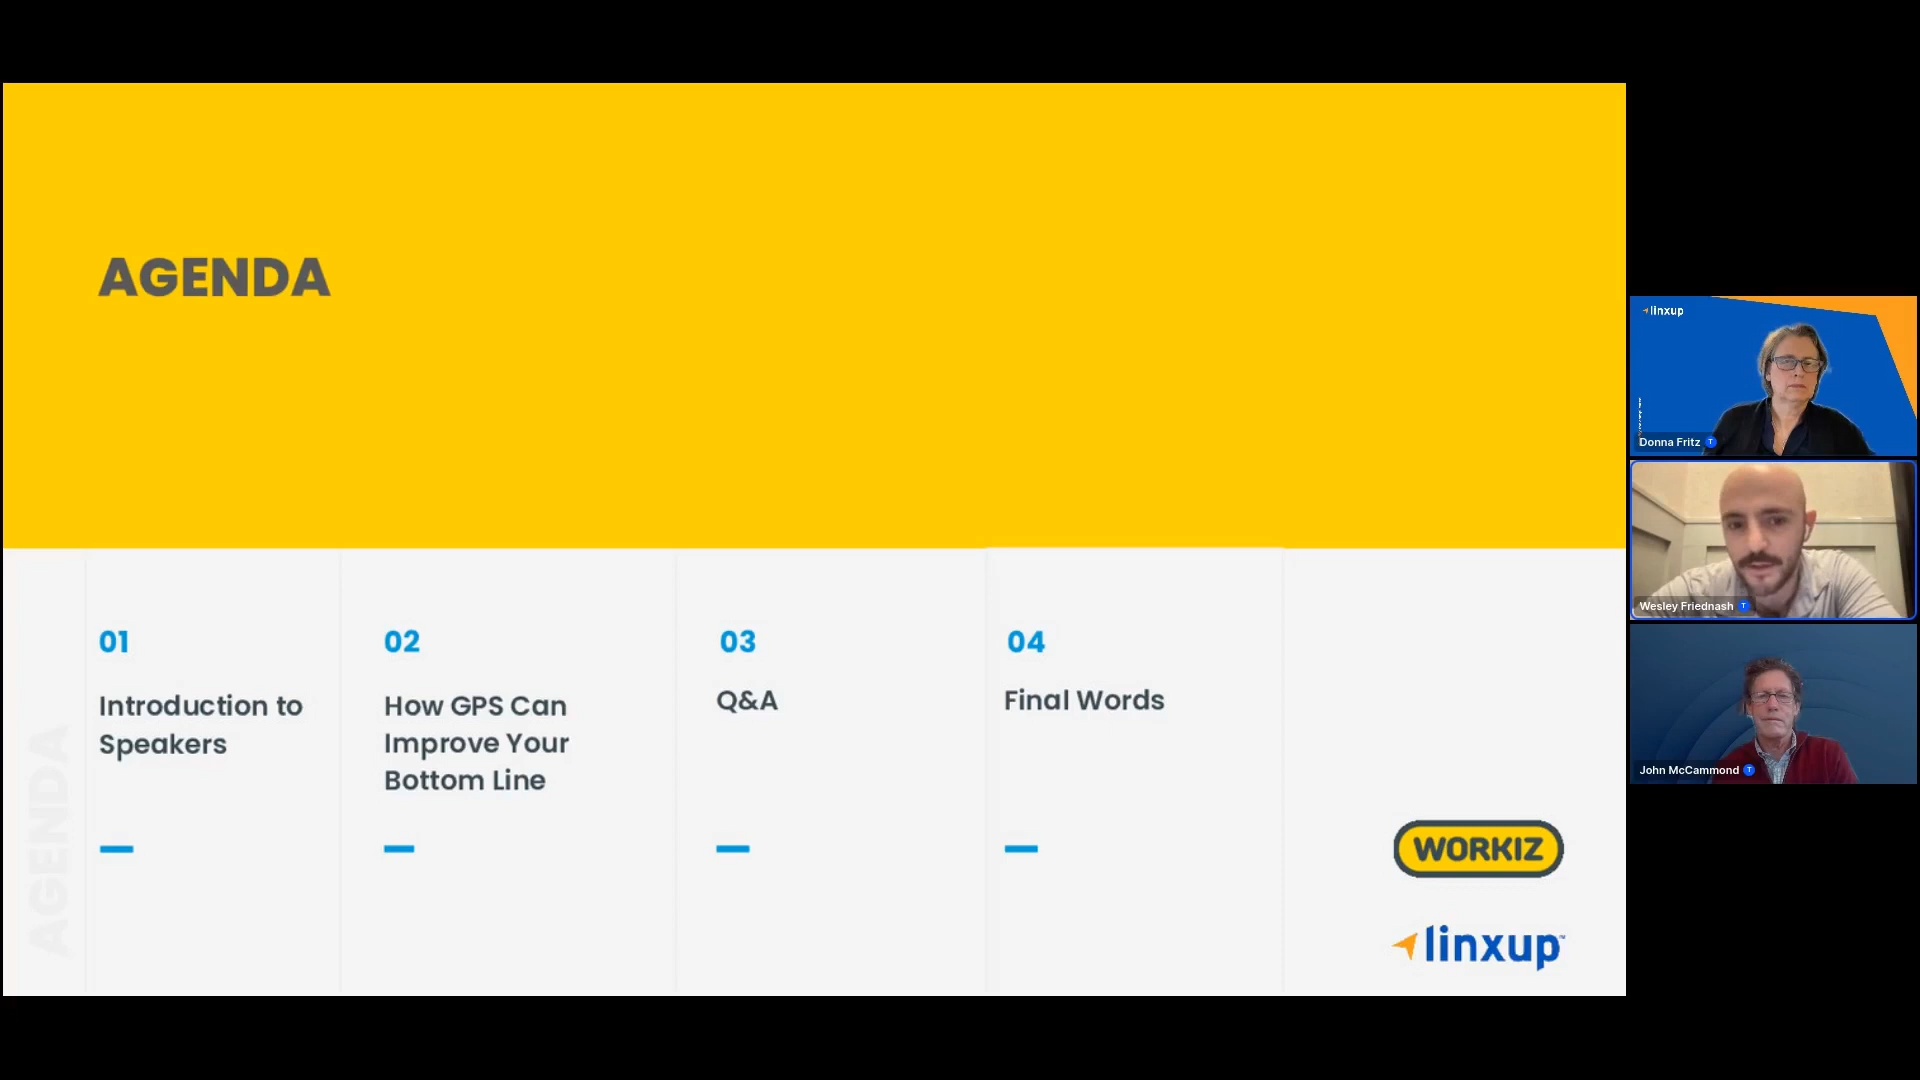 AGENDA
01
Introduction to
Speakers
02
How GPS Can
Improve Your
Bottom Line
03
Q&A
04
Final Words
AGENDA
WORKIZ
linxup
linxup
Donna Fritz
T
Wesley Friednash
T
John McCammond
T